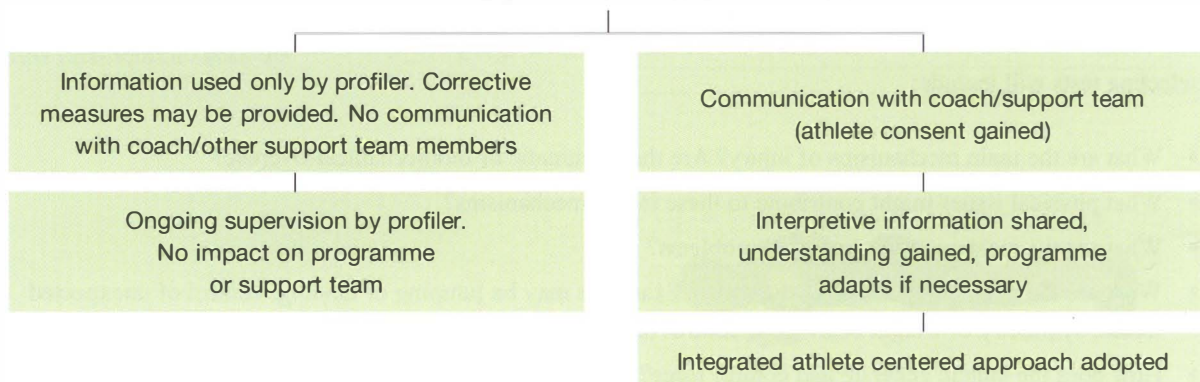 Information used only by profiler. Corrective
measures may be provided. No communication
with coach/other support team members
Ongoing supervision by profiler.
No impact on programme
or support team
Communication with coach/support team
(athlete consent gained)
Interpretive information shared,
understanding gained, programme
adapts if necessary
Integrated athlete centered approach adopted